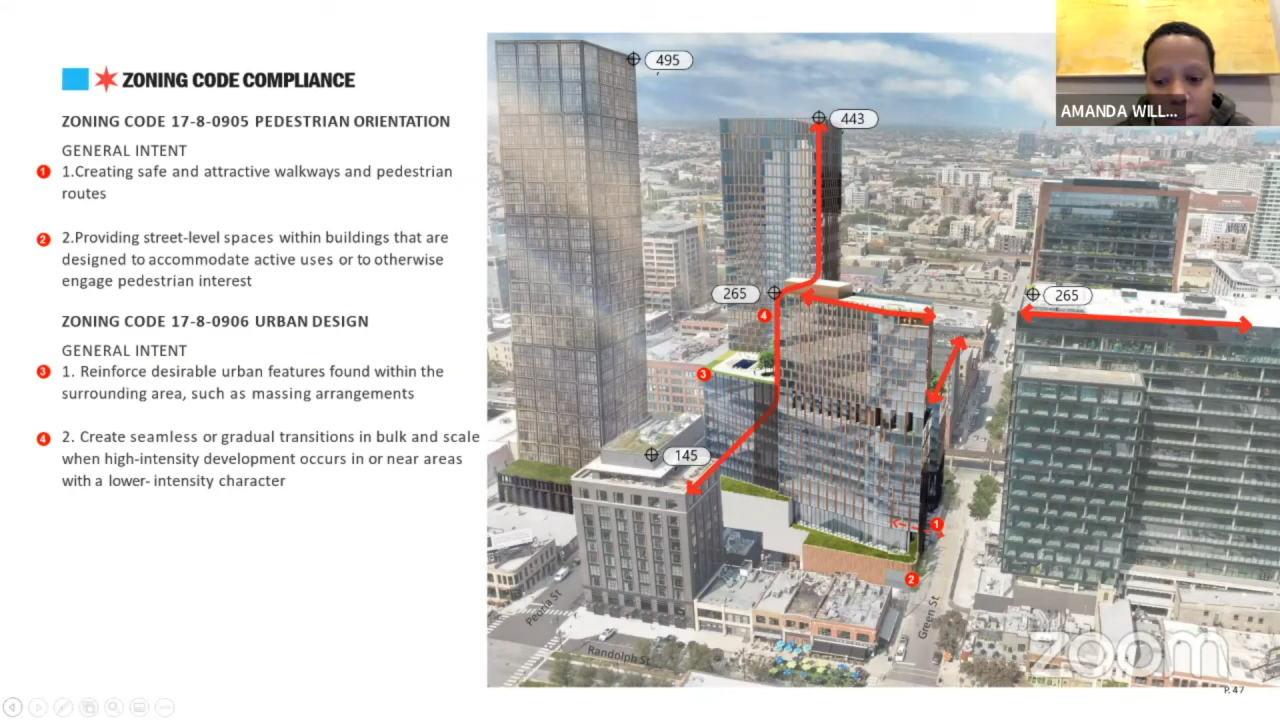 ZONING CODE COMPLIANCE
ZONING CODE 17-8-0905 PEDESTRIAN ORIENTATION
GENERAL INTENT
1 1.Creating safe and attractive walkways and pedestrian
routes
2 2.Providing street-level spaces within buildings that are
designed to accommodate active uses or to otherwise
engage pedestrian interest
ZONING CODE 17-8-0906 URBAN DESIGN
GENERAL INTENT
3 1. Reinforce desirable urban features found within the
surrounding area, such as massing arrangements
4 2. Create seamless or gradual transitions in bulk and scale
when high-intensity development occurs in or near areas
with a lower- intensity character
495
443
265
265
4
3
145
1
2
Peoria St
Randolph St
Green St
AMANDA WILL...
zoom
P. 47